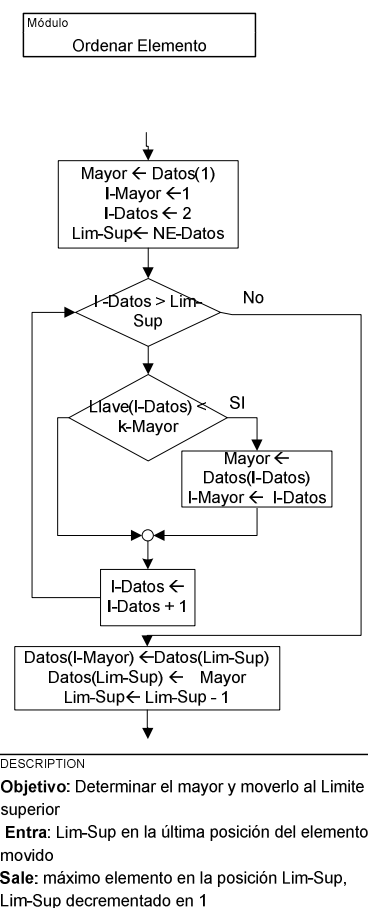 Módulo
Ordenar Elemento
Mayor ← Datos(1)
I-Mayor ←1
I-Datos ← 2
Lim-Sup← NE-Datos
I -Datos > Lim-
Sup
No
Llave(I-Datos) <
k-Mayor
SI
Mayor ←
Datos(I-Datos)
I-Mayor ← I-Datos
I-Datos ←
I-Datos + 1
Datos(I-Mayor) ←Datos(Lim-Sup)
Datos(Lim-Sup) ← Mayor
Lim-Sup← Lim-Sup - 1
DESCRIPTION
Objetivo: Determinar el mayor y moverlo al Limite
superior
Entra: Lim-Sup en la última posición del elemento
movido
Sale: máximo elemento en la posición Lim-Sup,
Lim-Sup decrementado en 1